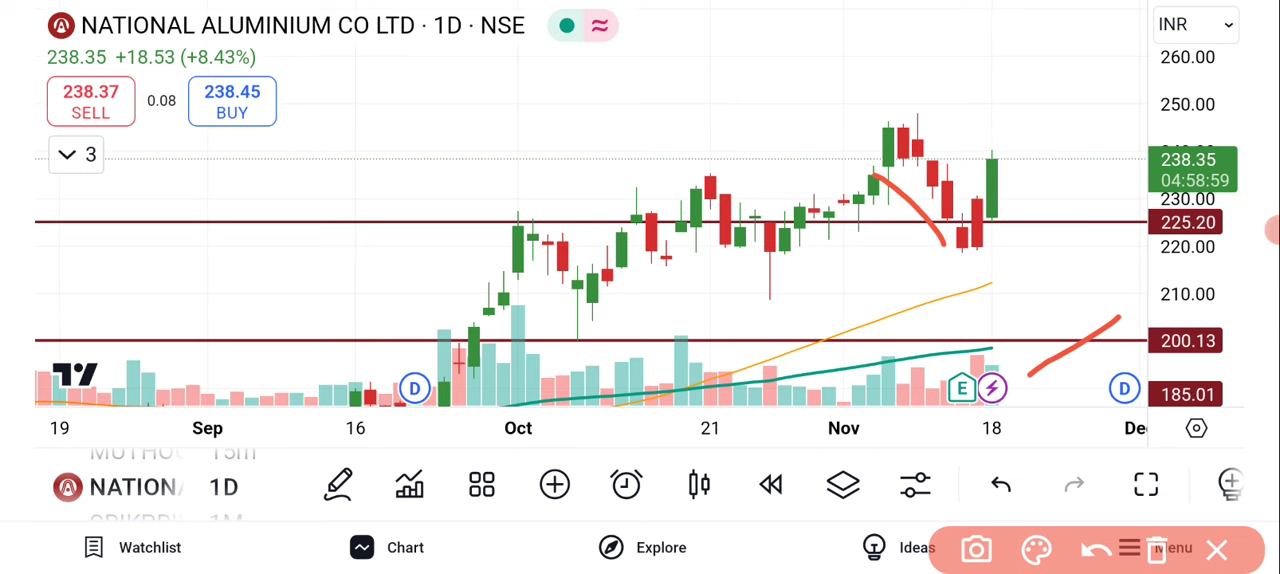 NATIONAL ALUMINIUM CO LTD · 1D · NSE
INR
238.35 +18.53 (+8.43%)
238.37
SELL
0.08
238.45
BUY
3
260.00
250.00
238.35
04:58:59
230.00
225.20
220.00
210.00
200.13
185.01
D
E
D
19
Sep
16
Oct
21
Nov
18
15m
NATION
1D
Watchlist
Chart
Explore
Ideas
Menu